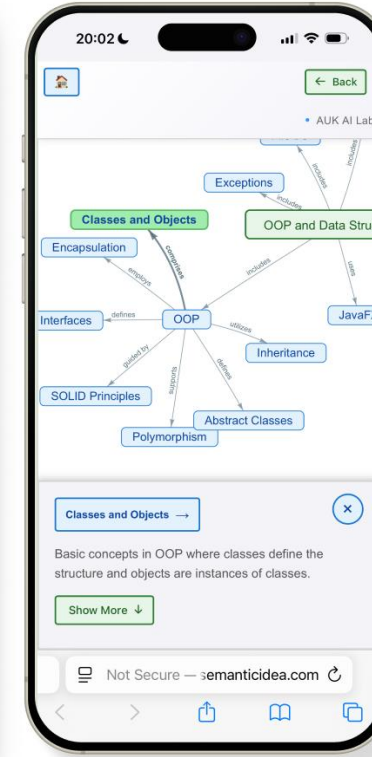 20:02
← Back
• AUK AI Lab
includes
includes
Exceptions
includes
Classes and Objects
OOP and Data Stru
Encapsulation
comprises
employs
includes
uses
Interfaces
defines
OOP
JavaF
utilizes
Inheritance
guided by
supports
defines
SOLID Principles
Abstract Classes
Polymorphism
Classes and Objects →
×
Basic concepts in OOP where classes define the
structure and objects are instances of classes.
Show More ↓
Not Secure — semanticidea.com